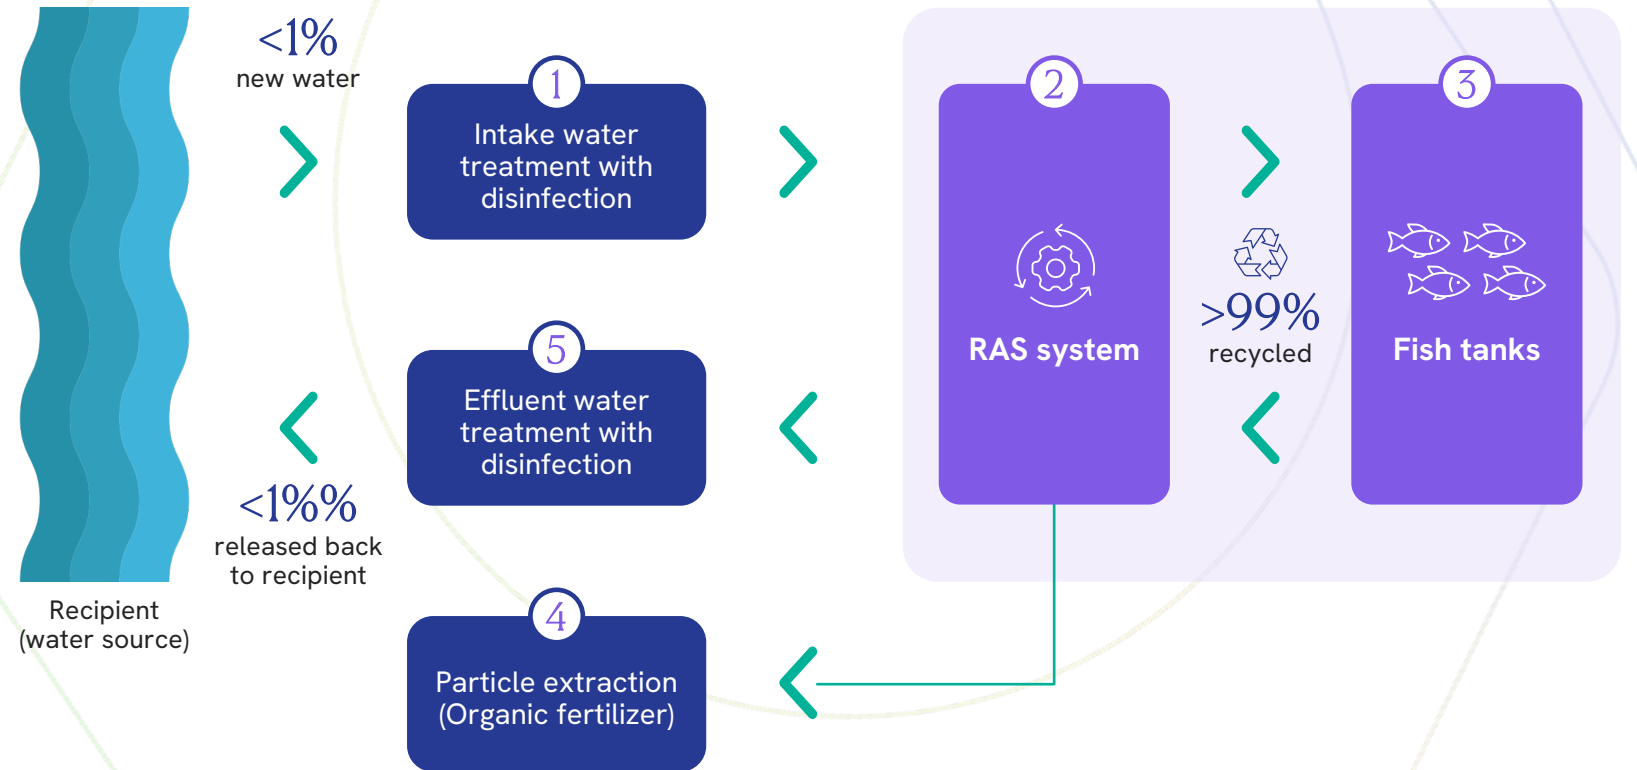 <1%
new water
1
Intake water
treatment with
disinfection
2
RAS system
>99%
recycled
3
Fish tanks
5
Effluent water
treatment with
disinfection
<1%%
released back
to recipient
Recipient
(water source)
4
Particle extraction
(Organic fertilizer)